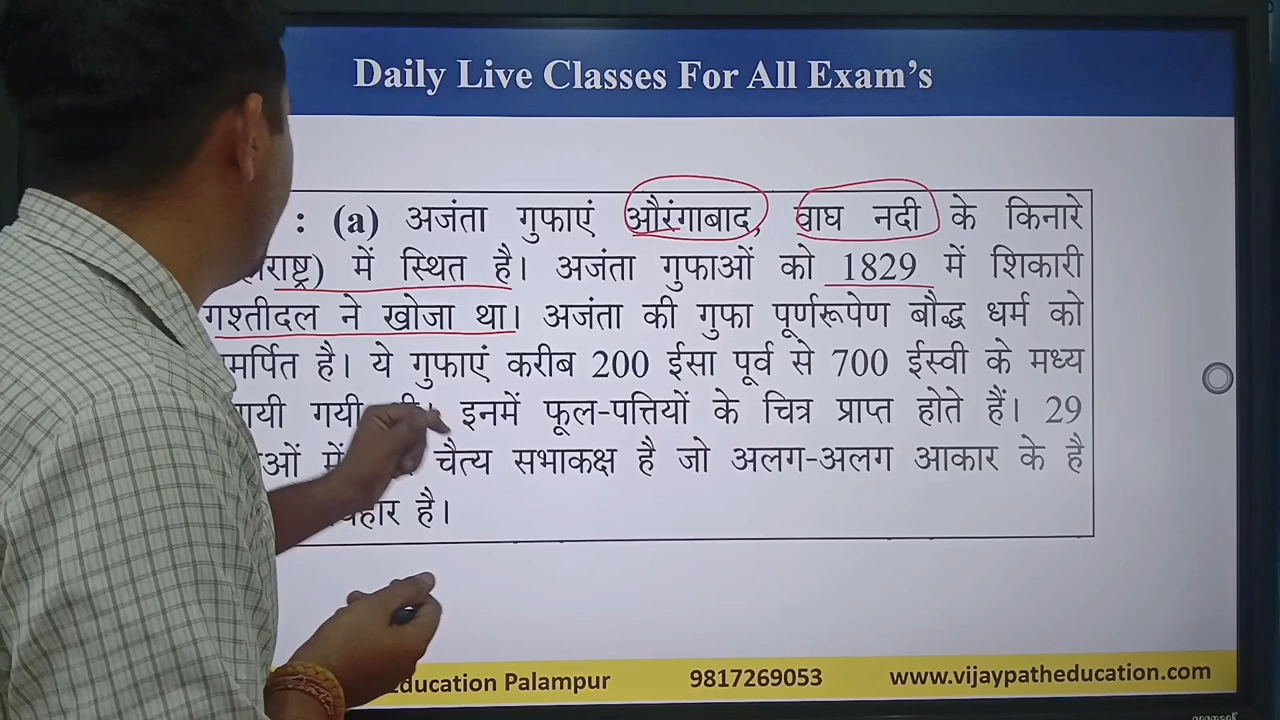 Daily Live Classes For All Exam's
: (a) अजंता गुफाएं औरंगाबाद, वाघ नदी के किनारे
राष्ट्र) में स्थित है। अजंता गुफाओं को 1829 में शिकारी
गश्तीदल ने खोजा था। अजंता की गुफा पूर्णरूपेण बौद्ध धर्म को
मर्पित है। ये गुफाएं करीब 200 ईसा पूर्व से 700 ईस्वी के मध्य
गयी इनमें फूल-पत्तियों के चित्र प्राप्त होते हैं। 29
में चैत्य सभाकक्ष है जो अलग-अलग आकार के है
है।
Education Palampur 9817269053 www.vijaypatheducation.com